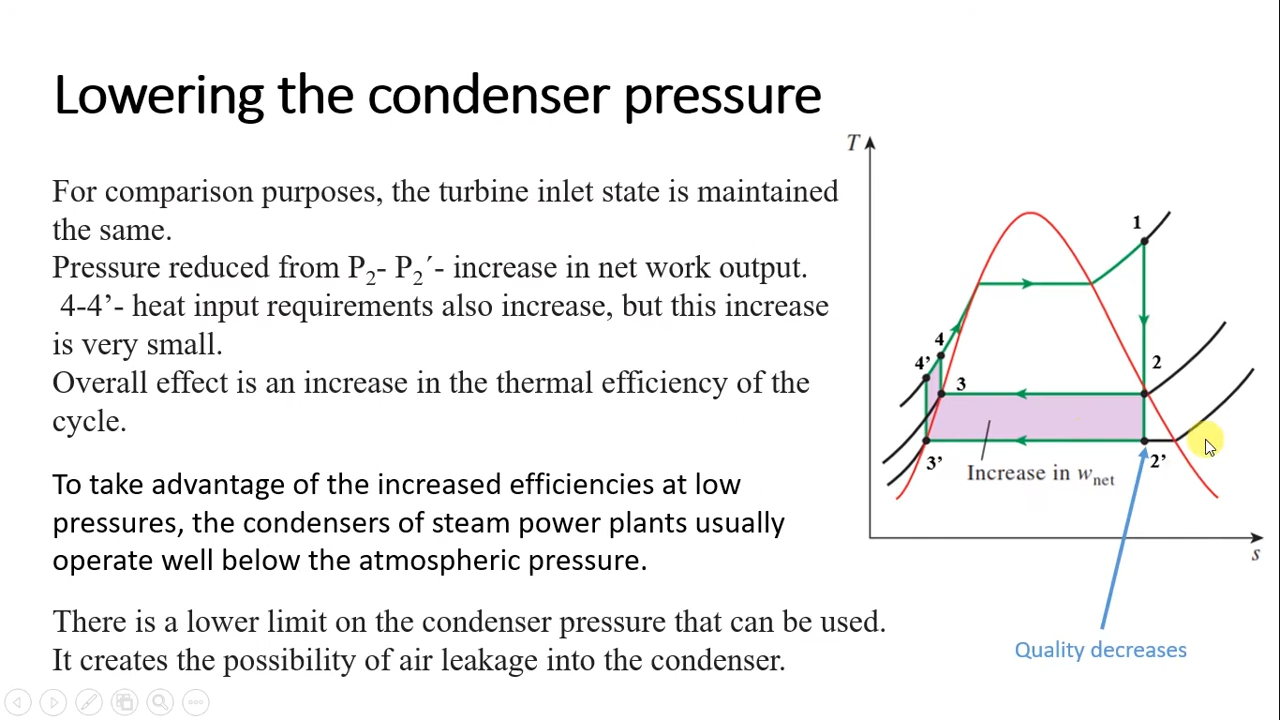 Lowering the condenser pressure
For comparison purposes, the turbine inlet state is maintained
the same.
Pressure reduced from P2- P2´- increase in net work output.
4-4’- heat input requirements also increase, but this increase
is very small.
Overall effect is an increase in the thermal efficiency of the
cycle.
To take advantage of the increased efficiencies at low
pressures, the condensers of steam power plants usually
operate well below the atmospheric pressure.
There is a lower limit on the condenser pressure that can be used.
It creates the possibility of air leakage into the condenser.
T
1
4
4’
3
2
3’
2’
Increase in wnet
s
Quality decreases